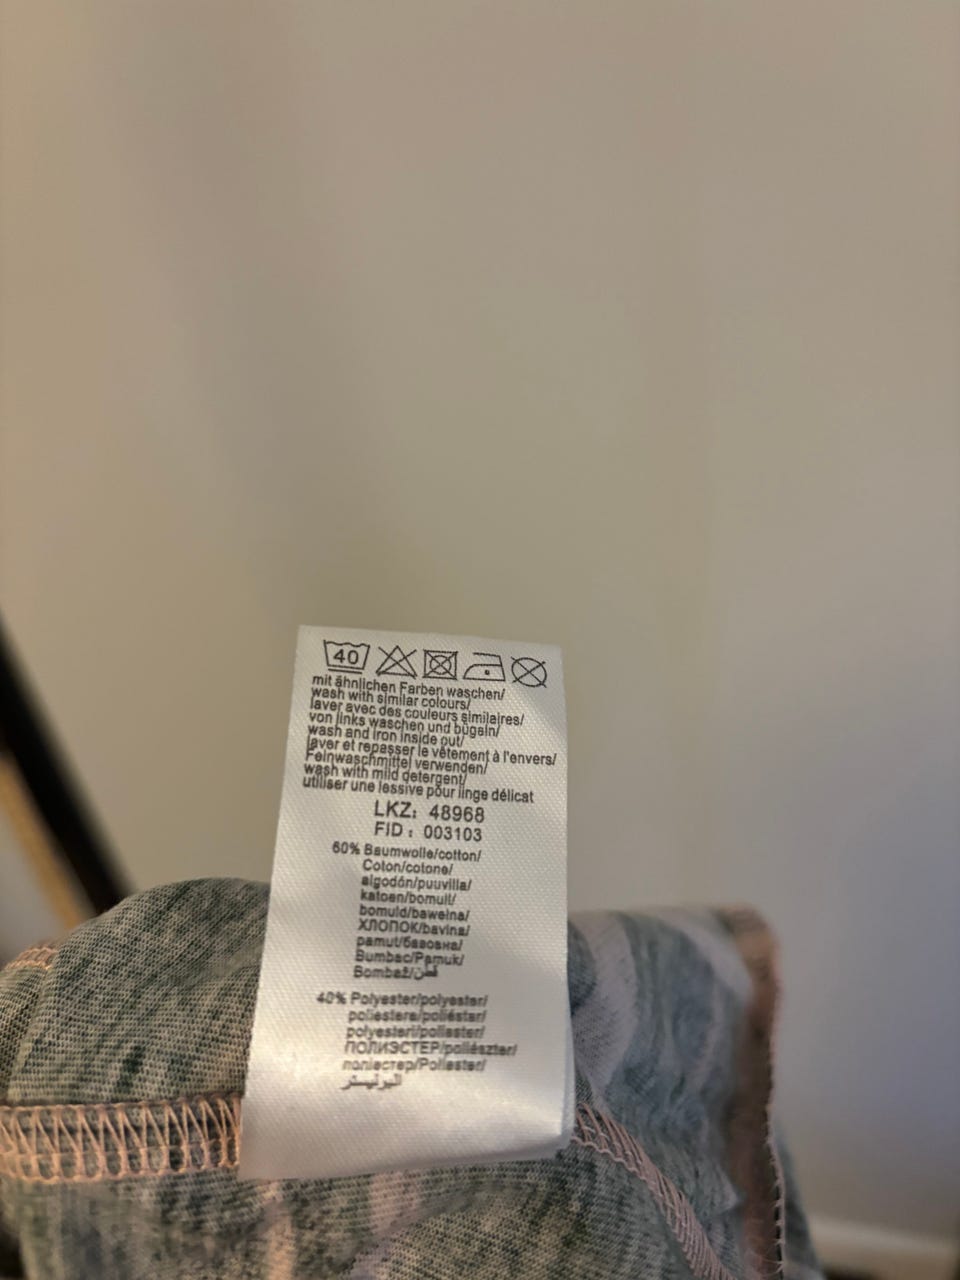 40
mit ähnlichen Farben waschen/
wash with similar colours/
laver avec des couleurs similaires/
von links waschen und bügeln/
wash and iron inside out/
laver et repasser le vêtement à l'envers/
Feinwaschmittel verwenden/
wash with mild detergent/
utiliser une lessive pour linge délicat
LKZ: 48968
FID : 003103
60% Baumwolle/cotton/
Coton/cotone/
algodón/puuvilla/
katoen/bomull/
bomuld/bawełna/
ХЛОПОК/bavlna/
pamut/бавовна/
Bumbac/Pamuk/
Bombaž/قطن
40% Polyester/polyester/
poliestere/poliéster/
polyesteri/poliester/
ПОЛИЭСТЕР/poliészter/
поліестер/Poliester/
البوليستر